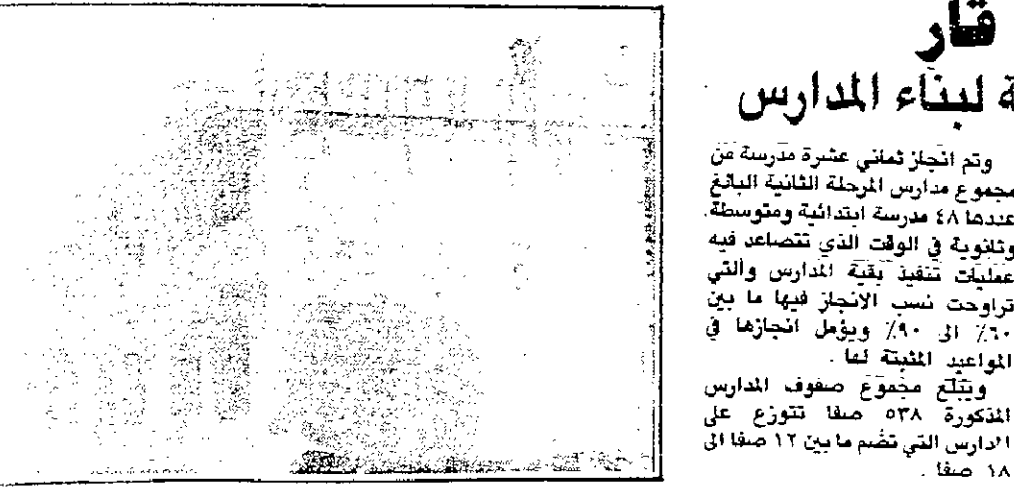 قار
ة لبناء المدارس
وتم انجاز ثماني عشرة مدرسة من
مجموع مدارس المرحلة الثانية البالغ
عددها ٤٨ مدرسة ابتدائية ومتوسطة.
وثانوية في الوقت الذي تتصاعد فيه
عمليات تنفيذ بقية المدارس والتي
تراوحت نسب الانجاز فيها ما بين
٦٠٪ الى ٩٠٪ ويؤمل انجازها في
المواعيد المثبتة لها .
ويبلغ مجموع صفوف المدارس
المذكورة ٥٣٨ صفا تتوزع على
المدارس التي تضم ما بين ١٢ صفا الى
١٨ صفا .